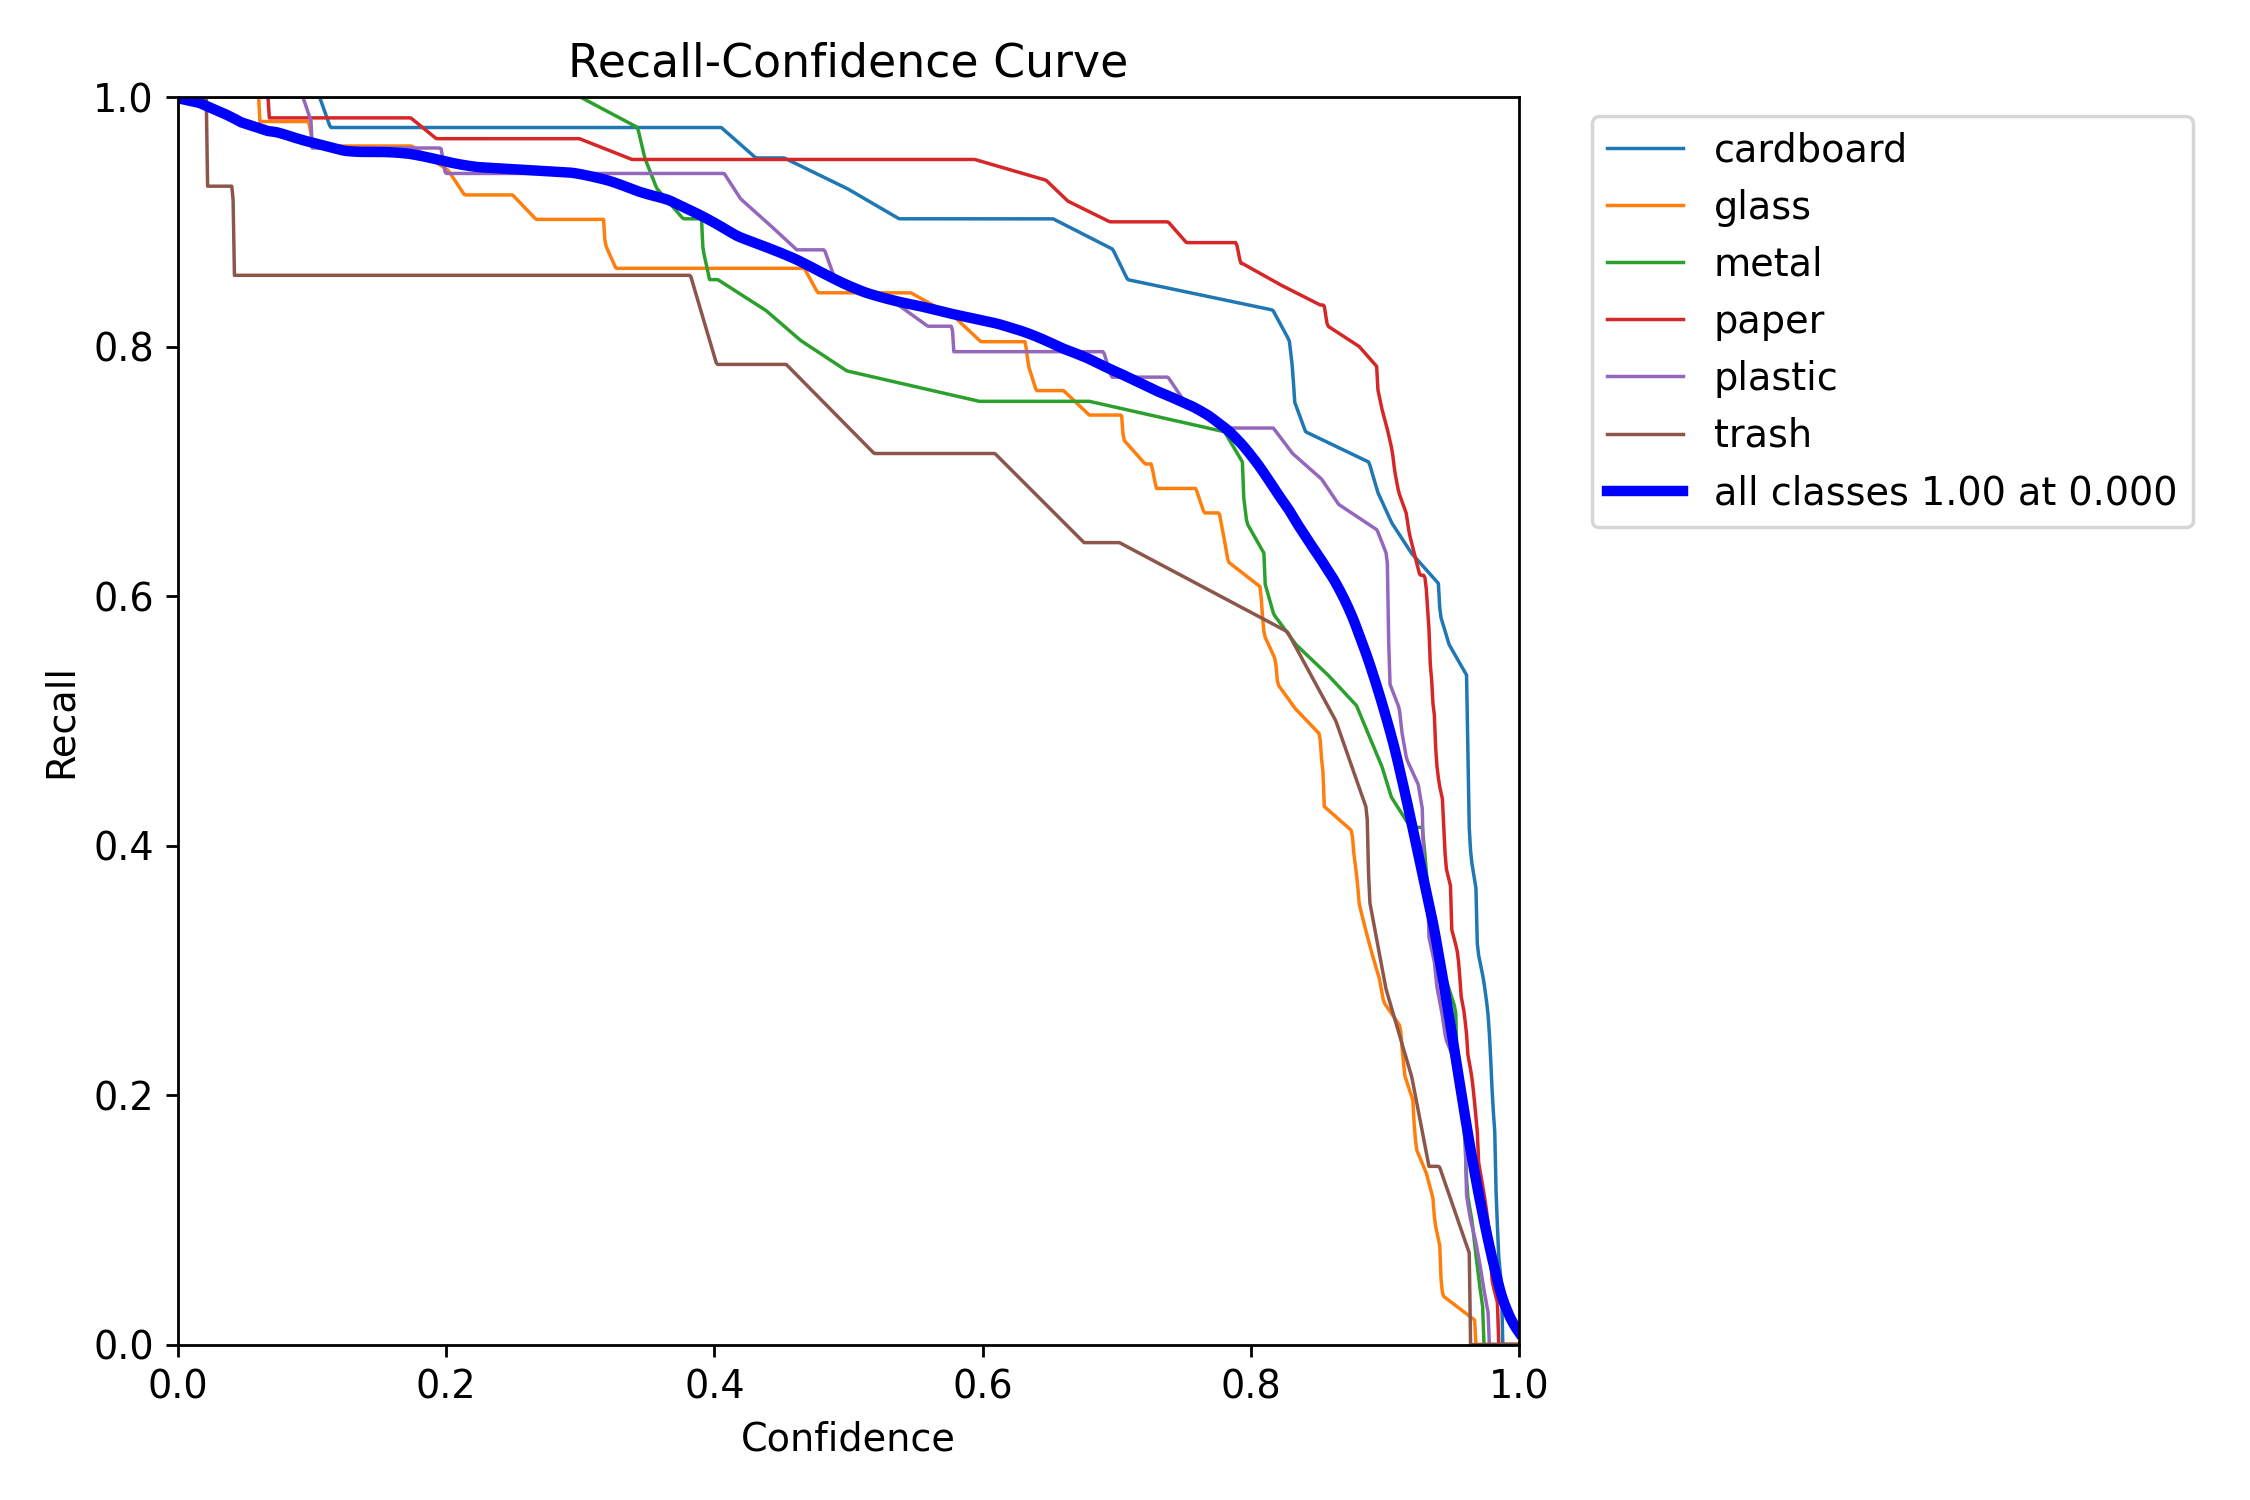 Recall-Confidence Curve
1.0
0.8
0.6
0.4
0.2
0.0
Recall
0.0 0.2 0.4 0.6 0.8 1.0
Confidence
cardboard
glass
metal
paper
plastic
trash
all classes 1.00 at 0.000